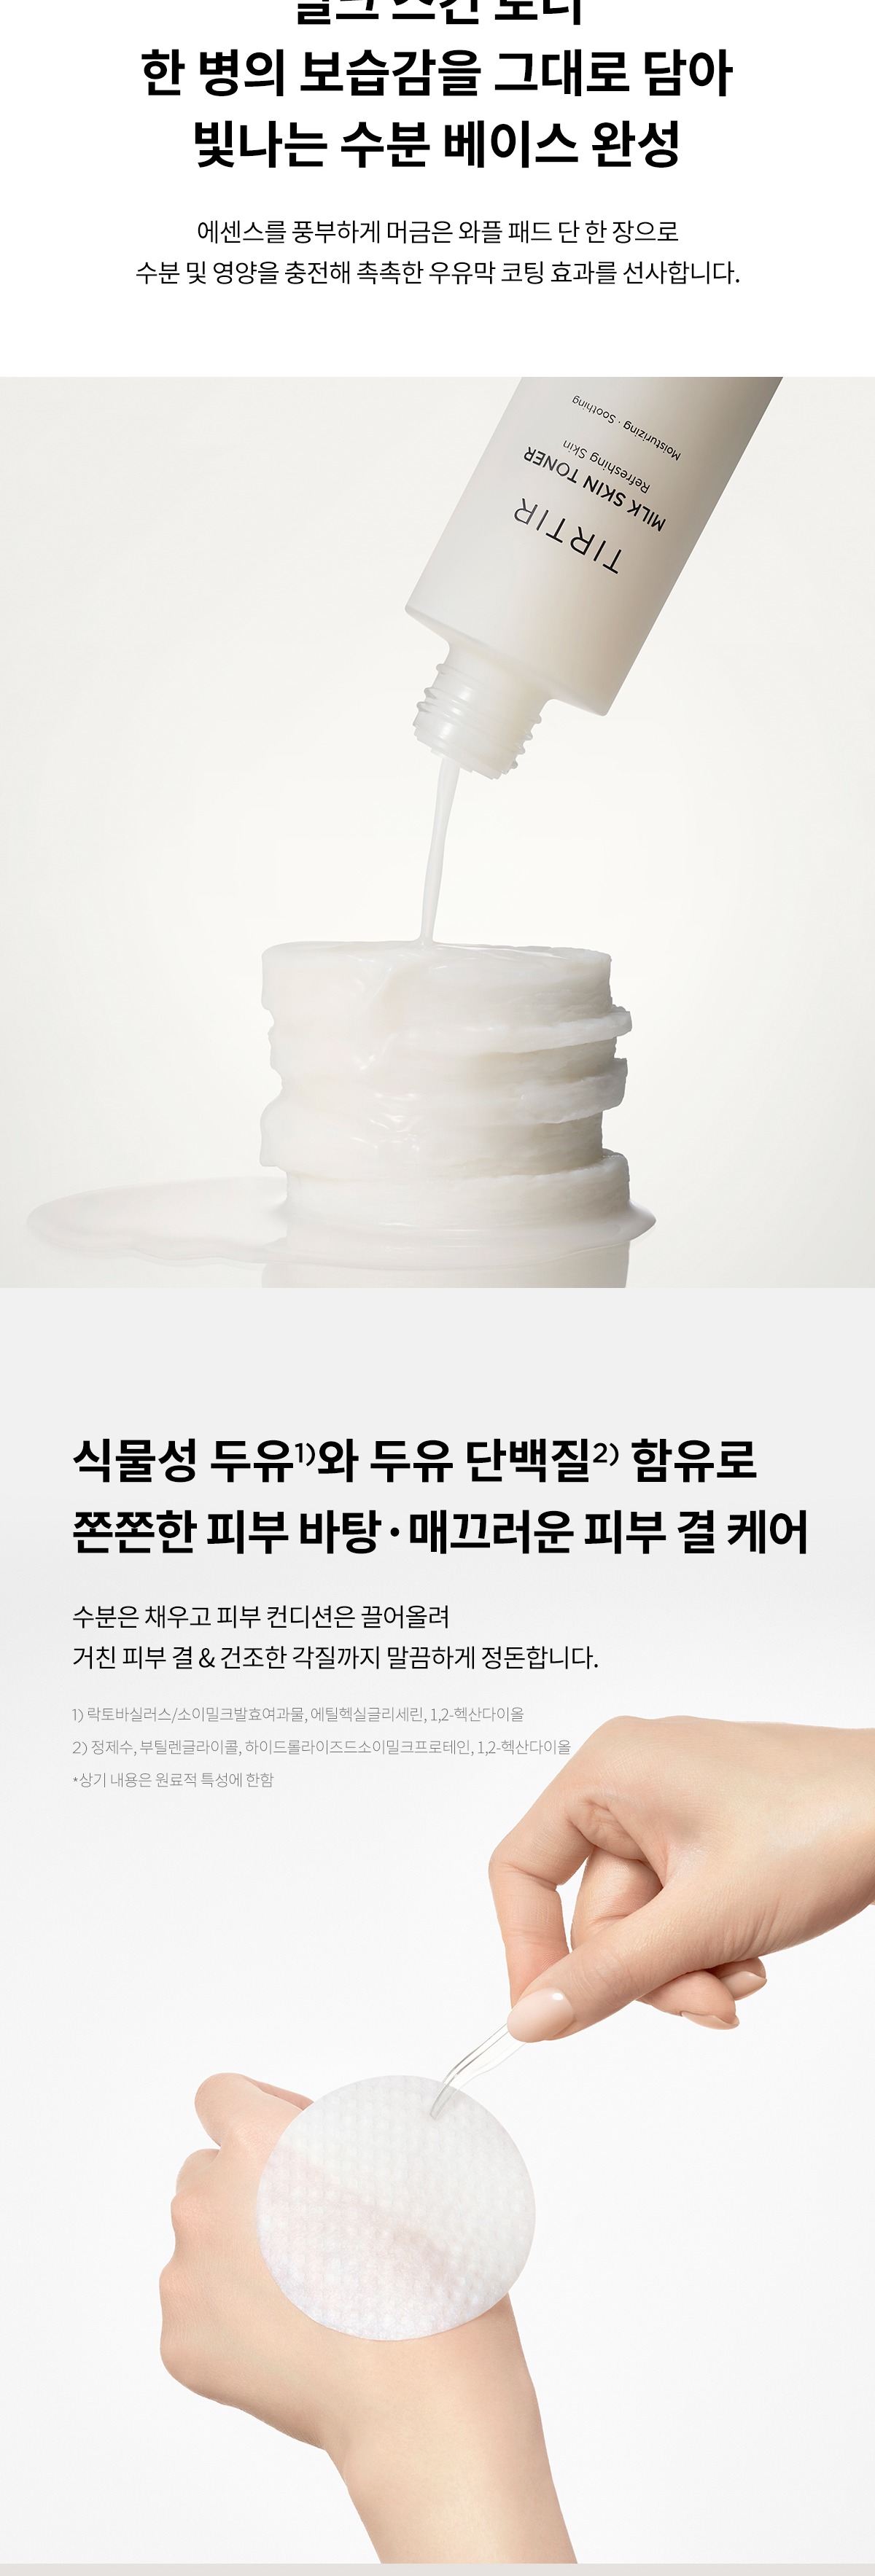 밀크 스킨 토너
한 병의 보습감을 그대로 담아
빛나는 수분 베이스 완성
에센스를 풍부하게 머금은 와플 패드 단 한 장으로
수분 및 영양을 충전해 촉촉한 우유막 코팅 효과를 선사합니다.
Moisturizing · Soothing
Refreshing Skin
MILK SKIN TONER
TIRTIR
식물성 두유1)와 두유 단백질2) 함유로
쫀쫀한 피부 바탕·매끄러운 피부 결 케어
수분은 채우고 피부 컨디션은 끌어올려
거친 피부 결 & 건조한 각질까지 말끔하게 정돈합니다.
1) 락토바실러스/소이밀크발효여과물, 에틸헥실글리세린, 1,2-헥산다이올
2) 정제수, 부틸렌글라이콜, 하이드롤라이즈드소이밀크프로테인, 1,2-헥산다이올
*상기 내용은 원료적 특성에 한함